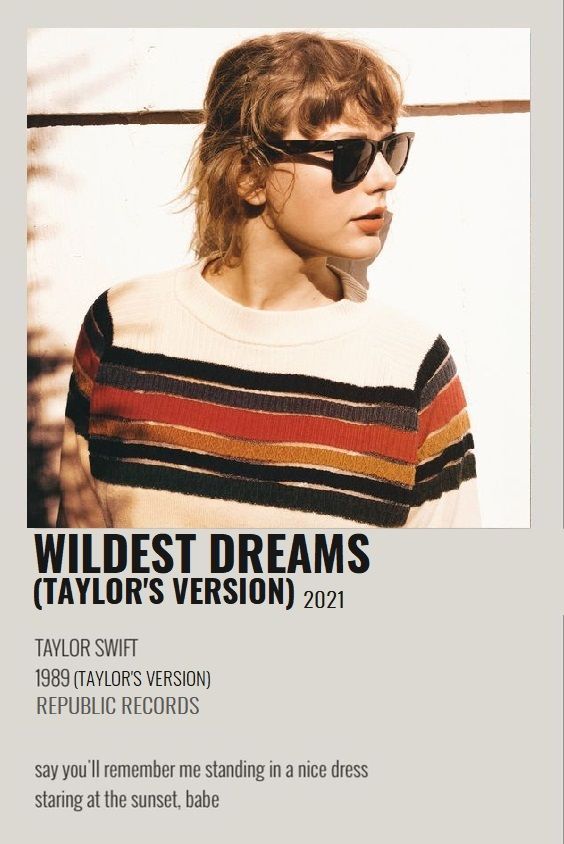 WILDEST DREAMS
(TAYLOR'S VERSION) 2021
TAYLOR SWIFT
1989 (TAYLOR'S VERSION)
REPUBLIC RECORDS
say you'll remember me standing in a nice dress
staring at the sunset, babe